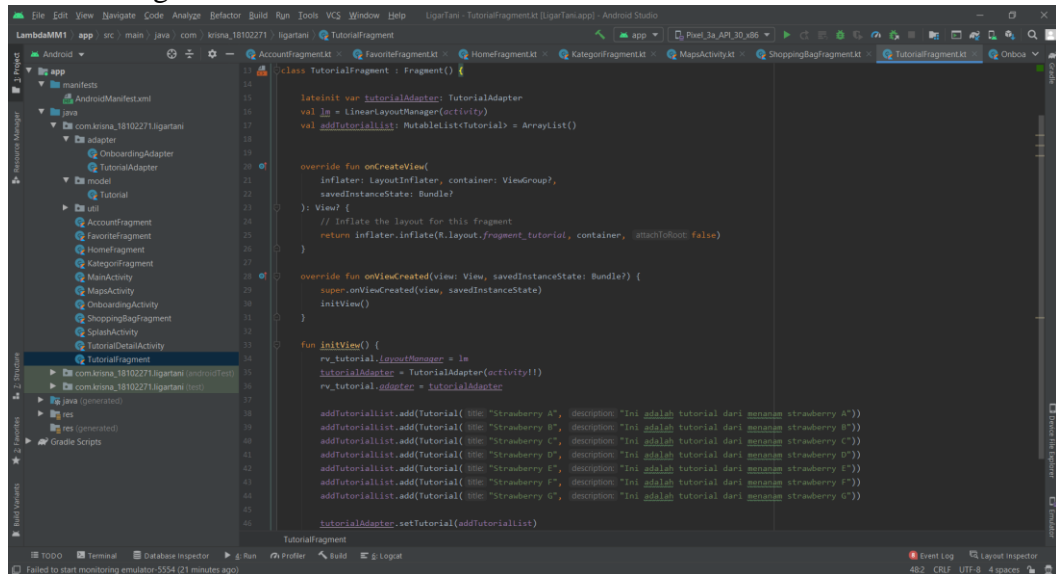 File Edit View Navigate Code Analyze Refactor Build Run Tools VCS Window Help LigarTani - TutorialFragment.kt [LigarTani.app] - Android Studio
LambdaMM1 app src main java com krisna_18102271 ligartani TutorialFragment app Pixel_3a_API_30_x86
Android AccountFragment.kt FavoriteFragment.kt HomeFragment.kt KategoriFragment.kt MapsActivity.kt ShoppingBagFragment.kt TutorialFragment.kt Onboa
1: Project
Resource Manager
Z: Structure
2: Favorites
Build Variants
app
manifests
AndroidManifest.xml
java
com.krisna_18102271.ligartani
adapter
OnboardingAdapter
TutorialAdapter
model
Tutorial
util
AccountFragment
FavoriteFragment
HomeFragment
KategoriFragment
MainActivity
MapsActivity
OnboardingActivity
ShoppingBagFragment
SplashActivity
TutorialDetailActivity
TutorialFragment
com.krisna_18102271.ligartani (androidTest)
com.krisna_18102271.ligartani (test)
java (generated)
res
res (generated)
Gradle Scripts
13 class TutorialFragment : Fragment() {
14
15 lateinit var tutorialAdapter: TutorialAdapter
16 val lm = LinearLayoutManager(activity)
17 val addTutorialList: MutableList<Tutorial> = ArrayList()
18
19
20 override fun onCreateView(
21 inflater: LayoutInflater, container: ViewGroup?,
22 savedInstanceState: Bundle?
23 ): View? {
24 // Inflate the layout for this fragment
25 return inflater.inflate(R.layout.fragment_tutorial, container, attachToRoot: false)
26 }
27
28 override fun onViewCreated(view: View, savedInstanceState: Bundle?) {
29 super.onViewCreated(view, savedInstanceState)
30 initView()
31 }
32
33 fun initView() {
34 rv_tutorial.layoutManager = lm
35 tutorialAdapter = TutorialAdapter(activity!!)
36 rv_tutorial.adapter = tutorialAdapter
37
38 addTutorialList.add(Tutorial( title: "Strawberry A", description: "Ini adalah tutorial dari menanam strawberry A"))
39 addTutorialList.add(Tutorial( title: "Strawberry B", description: "Ini adalah tutorial dari menanam strawberry B"))
40 addTutorialList.add(Tutorial( title: "Strawberry C", description: "Ini adalah tutorial dari menanam strawberry C"))
41 addTutorialList.add(Tutorial( title: "Strawberry D", description: "Ini adalah tutorial dari menanam strawberry D"))
42 addTutorialList.add(Tutorial( title: "Strawberry E", description: "Ini adalah tutorial dari menanam strawberry E"))
43 addTutorialList.add(Tutorial( title: "Strawberry F", description: "Ini adalah tutorial dari menanam strawberry F"))
44 addTutorialList.add(Tutorial( title: "Strawberry G", description: "Ini adalah tutorial dari menanam strawberry G"))
45
46 tutorialAdapter.setTutorial(addTutorialList)
TutorialFragment
Gradle
Device File Explorer
Emulator
TODO Terminal Database Inspector 4: Run Profiler Build 6: Logcat Event Log Layout Inspector
Failed to start monitoring emulator-5554 (21 minutes ago) 48:2 CRLF UTF-8 4 spaces